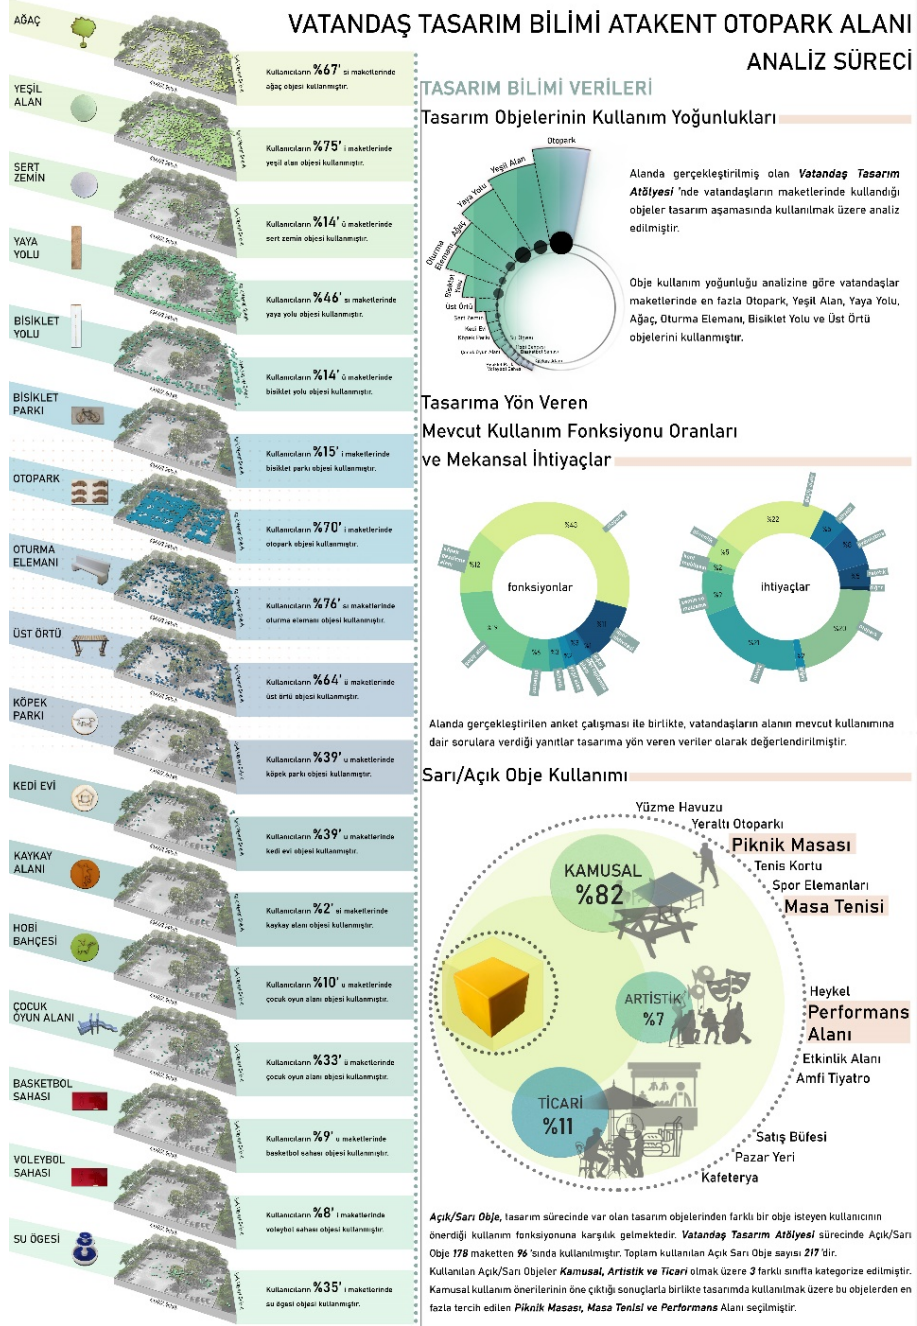 VATANDAŞ TASARIM BİLİMİ ATAKENT OTOPARK ALANI
ANALİZ SÜRECİ
AĞAÇ
Kullanıcıların %67' si maketlerinde
ağaç objesi kullanmıştır.
YEŞİL
ALAN
Kullanıcıların %75' i maketlerinde
yeşil alan objesi kullanmıştır.
SERT
ZEMİN
Kullanıcıların %14' ü maketlerinde
sert zemin objesi kullanmıştır.
YAYA
YOLU
Kullanıcıların %46' sı maketlerinde
yaya yolu objesi kullanmıştır.
BİSİKLET
YOLU
Kullanıcıların %14' ü maketlerinde
bisiklet yolu objesi kullanmıştır.
BİSİKLET
PARKI
Kullanıcıların %15' i maketlerinde
bisiklet parkı objesi kullanmıştır.
OTOPARK
Kullanıcıların %70' i maketlerinde
otopark objesi kullanmıştır.
OTURMA
ELEMANI
Kullanıcıların %76' sı maketlerinde
oturma elemanı objesi kullanmıştır.
ÜST ÖRTÜ
Kullanıcıların %64' ü maketlerinde
üst örtü objesi kullanmıştır.
KÖPEK
PARKI
Kullanıcıların %39' u maketlerinde
köpek parkı objesi kullanmıştır.
KEDİ EVİ
Kullanıcıların %39' u maketlerinde
kedi evi objesi kullanmıştır.
KAYKAY
ALANI
Kullanıcıların %2' si maketlerinde
kaykay alanı objesi kullanmıştır.
HOBİ
BAHÇESİ
Kullanıcıların %10' u maketlerinde
çocuk oyun alanı objesi kullanmıştır.
ÇOCUK
OYUN ALANI
Kullanıcıların %33' ü maketlerinde
çocuk oyun alanı objesi kullanmıştır.
BASKETBOL
SAHASI
Kullanıcıların %9' u maketlerinde
basketbol sahası objesi kullanmıştır.
VOLEYBOL
SAHASI
Kullanıcıların %8' i maketlerinde
voleybol sahası objesi kullanmıştır.
SU ÖGESİ
Kullanıcıların %35' i maketlerinde
su ögesi objesi kullanmıştır.
TASARIM BİLİMİ VERİLERİ
Tasarım Objelerinin Kullanım Yoğunlukları
Otopark
Yeşil Alan
Yaya Yolu
Ağaç
Oturma
Elemanı
Bisiklet
Yolu
Üst Örtü
Sert Zemin
Kedi Evi
Köpek Parkı
Çocuk Oyun Alanı
Alanda gerçekleştirilmiş olan Vatandaş Tasarım
Atölyesi 'nde vatandaşların maketlerinde kullandığı
objeler tasarım aşamasında kullanılmak üzere analiz
edilmiştir.
Obje kullanım yoğunluğu analizine göre vatandaşlar
maketlerinde en fazla Otopark, Yeşil Alan, Yaya Yolu,
Ağaç, Oturma Elemanı, Bisiklet Yolu ve Üst Örtü
objelerini kullanmıştır.
Tasarıma Yön Veren
Mevcut Kullanım Fonksiyonu Oranları
ve Mekansal İhtiyaçlar
fonksiyonlar
%12
ihtiyaçlar
%22
Alanda gerçekleştirilen anket çalışması ile birlikte, vatandaşların alanın mevcut kullanımına
dair sorulara verdiği yanıtlar tasarıma yön veren veriler olarak değerlendirilmiştir.
Sarı/Açık Obje Kullanımı
KAMUSAL
%82
Yüzme Havuzu
Yeraltı Otoparkı
Piknik Masası
Tenis Kortu
Spor Elemanları
Masa Tenisi
ARTİSTİK
%7
Heykel
Performans
Alanı
Etkinlik Alanı
Amfi Tiyatro
TİCARİ
%11
Satış Büfesi
Pazar Yeri
Kafeterya
Açık/Sarı Obje, tasarım sürecinde var olan tasarım objelerinden farklı bir obje isteyen kullanıcının
önerdiği kullanım fonksiyonuna karşılık gelmektedir. Vatandaş Tasarım Atölyesi sürecinde Açık/Sarı
Obje 178 maketten 96 'sında kullanılmıştır. Toplam kullanılan Açık Sarı Obje sayısı 217 'dir.
Kullanılan Açık/Sarı Objeler Kamusal, Artistik ve Ticari olmak üzere 3 farklı sınıfta kategorize edilmiştir.
Kamusal kullanım önerilerinin öne çıktığı sonuçlarla birlikte tasarımda kullanılmak üzere bu objelerden en
fazla tercih edilen Piknik Masası, Masa Tenisi ve Performans Alanı seçilmiştir.